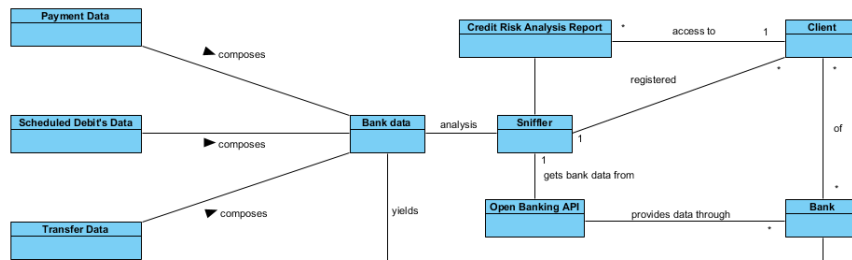 Payment Data
composes
Credit Risk Analysis Report
*
access to
1
Client
registered
*
*
Scheduled Debit's Data
composes
Bank data
analysis
Sniffler
1
1
of
gets bank data from
composes
yields
Open Banking API
provides data through
*
*
Bank
Transfer Data